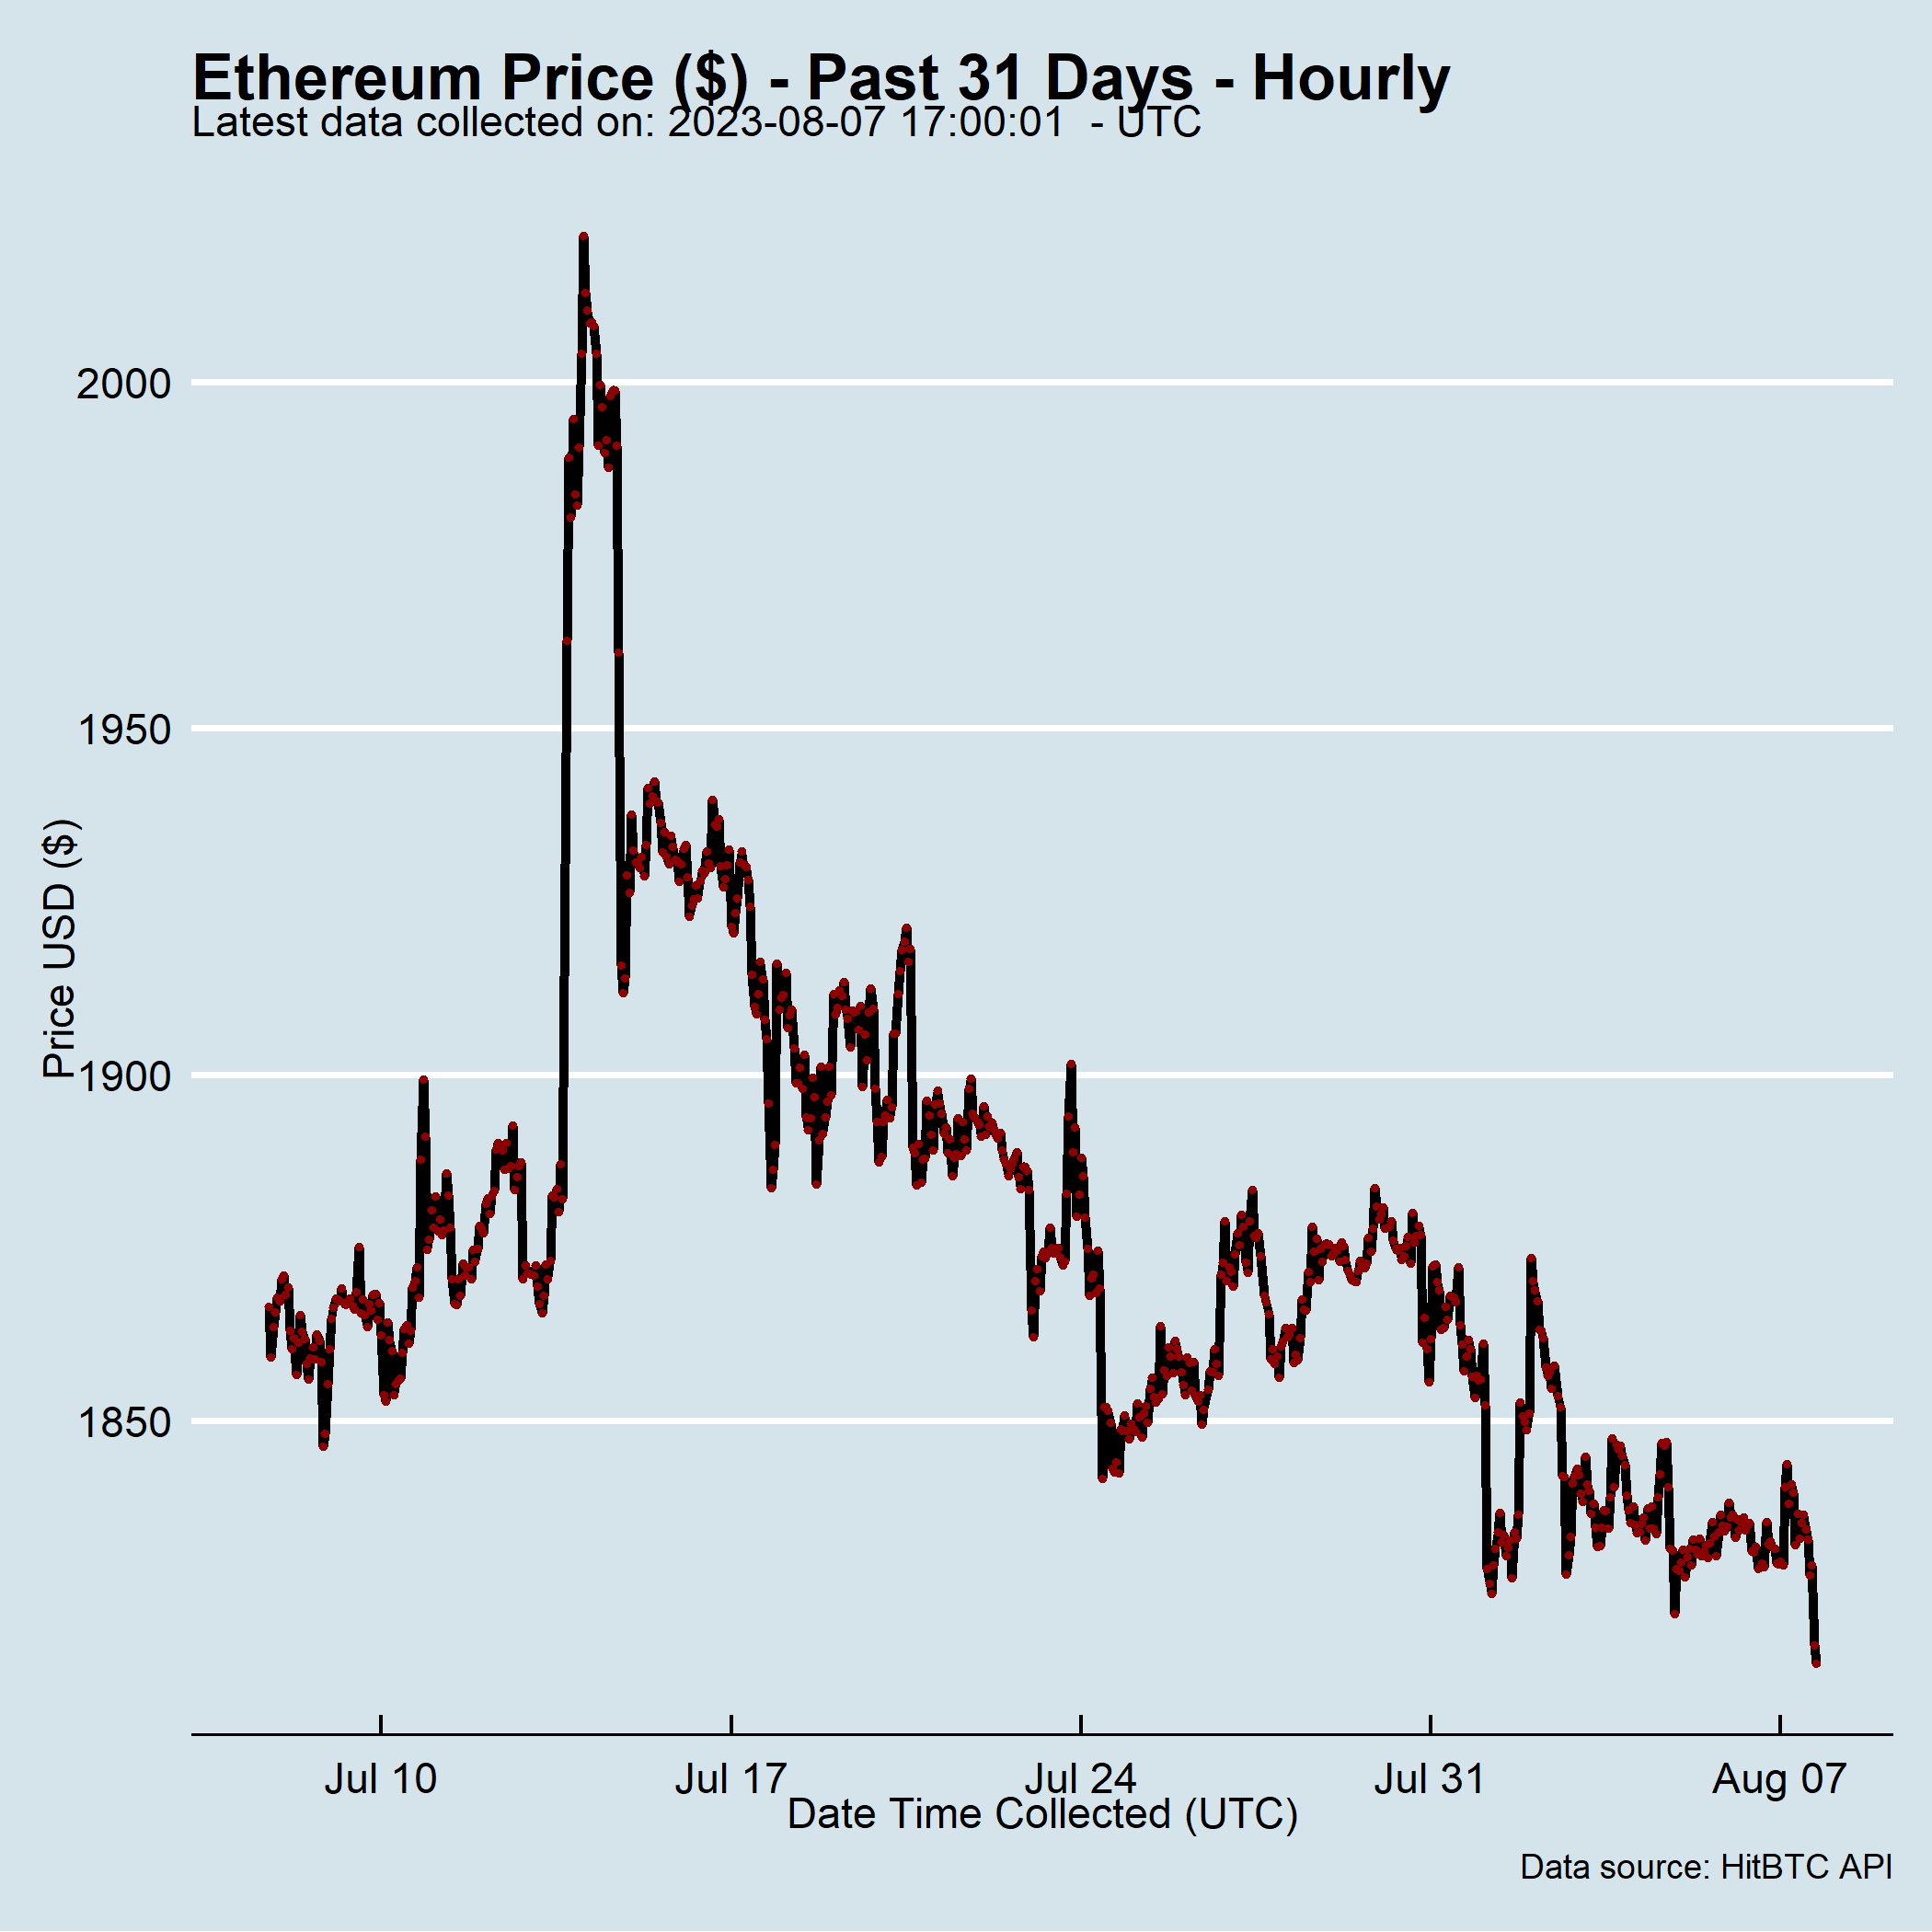 Ethereum Price ($) - Past 31 Days - Hourly
Latest data collected on: 2023-08-07 17:00:01  - UTC
2000
1950
1900
1850
Price USD ($)
Jul 10 Jul 17 Jul 24 Jul 31 Aug 07
Date Time Collected (UTC)
Data source: HitBTC API